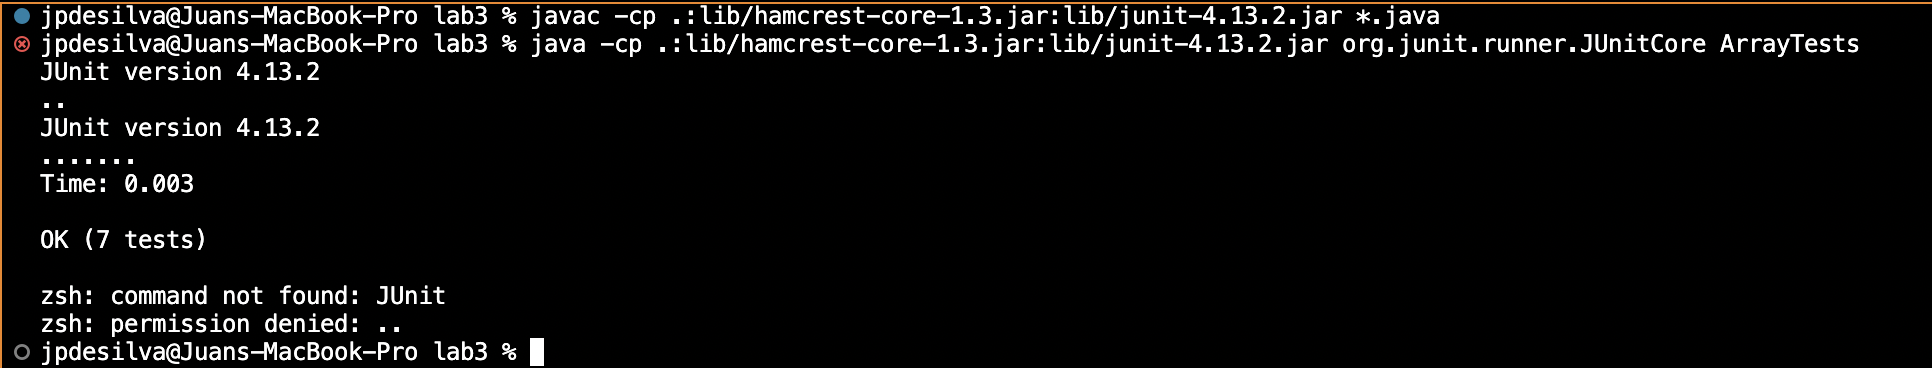 jpdesilva@Juans-MacBook-Pro lab3 % javac -cp .:lib/hamcrest-core-1.3.jar:lib/junit-4.13.2.jar *.java
jpdesilva@Juans-MacBook-Pro lab3 % java -cp .:lib/hamcrest-core-1.3.jar:lib/junit-4.13.2.jar org.junit.runner.JUnitCore ArrayTests
JUnit version 4.13.2
..
JUnit version 4.13.2
.......
Time: 0.003
OK (7 tests)
zsh: command not found: JUnit
zsh: permission denied: ..
jpdesilva@Juans-MacBook-Pro lab3 %